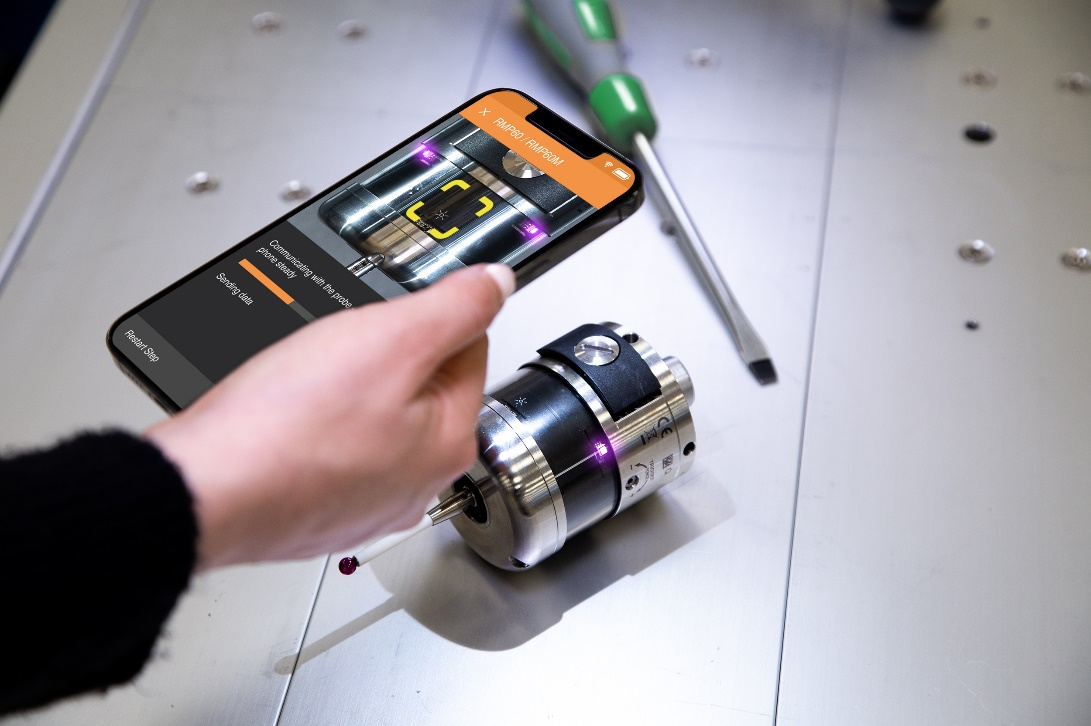 RMP60 / RMP60M
Communicating with the probe
phone steady
Sending data
Restart Step
CE